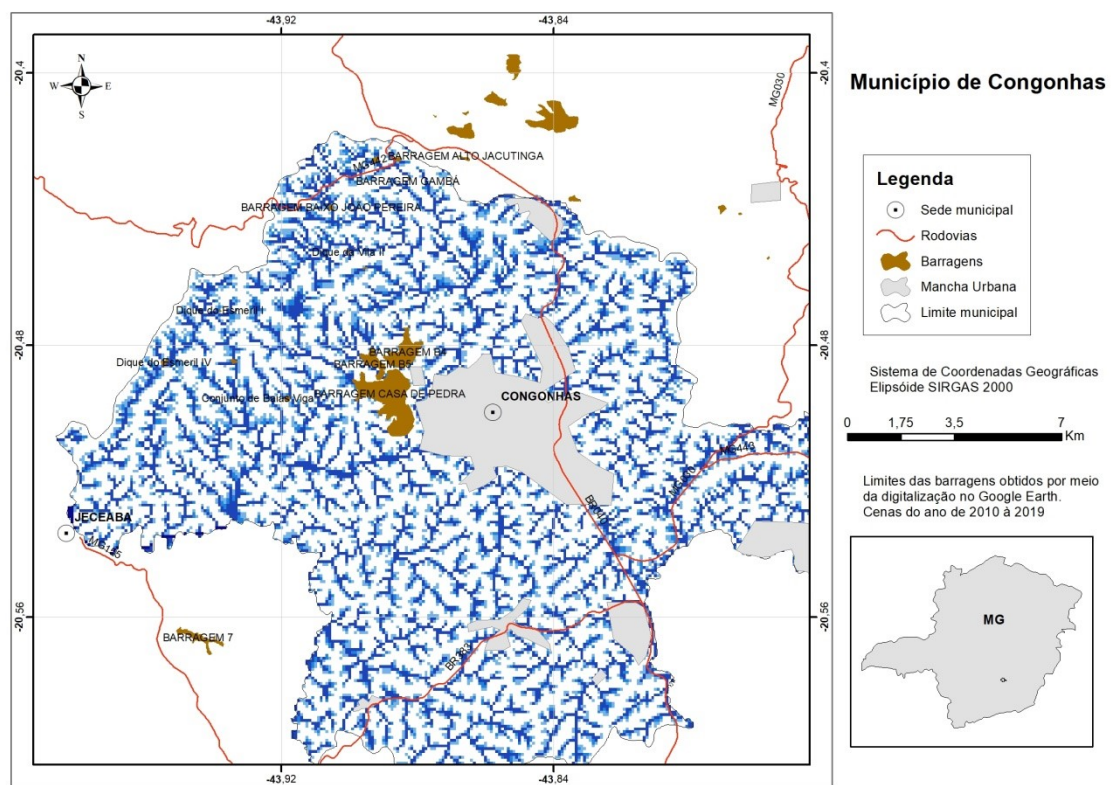 -43,92
-43,84
-20,4
-20,4
-20,48
-20,48
-20,56
-20,56
-43,92
-43,84
N
W
E
S
MG030
MG442
BARRAGEM ALTO JACUTINGA
BARRAGEM GAMBÁ
BARRAGEM BAIXO JOÃO PEREIRA
Dique da Vila II
Dique do Esmeril I
BARRAGEM B4
Dique do Esmeril IV
BARRAGEM B5
Conjunto de Baias Viga
BARRAGEM CASA DE PEDRA
CONGONHAS
MG443
JECEABA
BARRAGEM 7
BR383
Município de Congonhas
Legenda
Sede municipal
Rodovias
Barragens
Mancha Urbana
Limite municipal
Sistema de Coordenadas Geográficas
Elipsóide SIRGAS 2000
0 1,75 3,5 7
Km
Limites das barragens obtidos por meio
da digitalização no Google Earth.
Cenas do ano de 2010 à 2019
MG